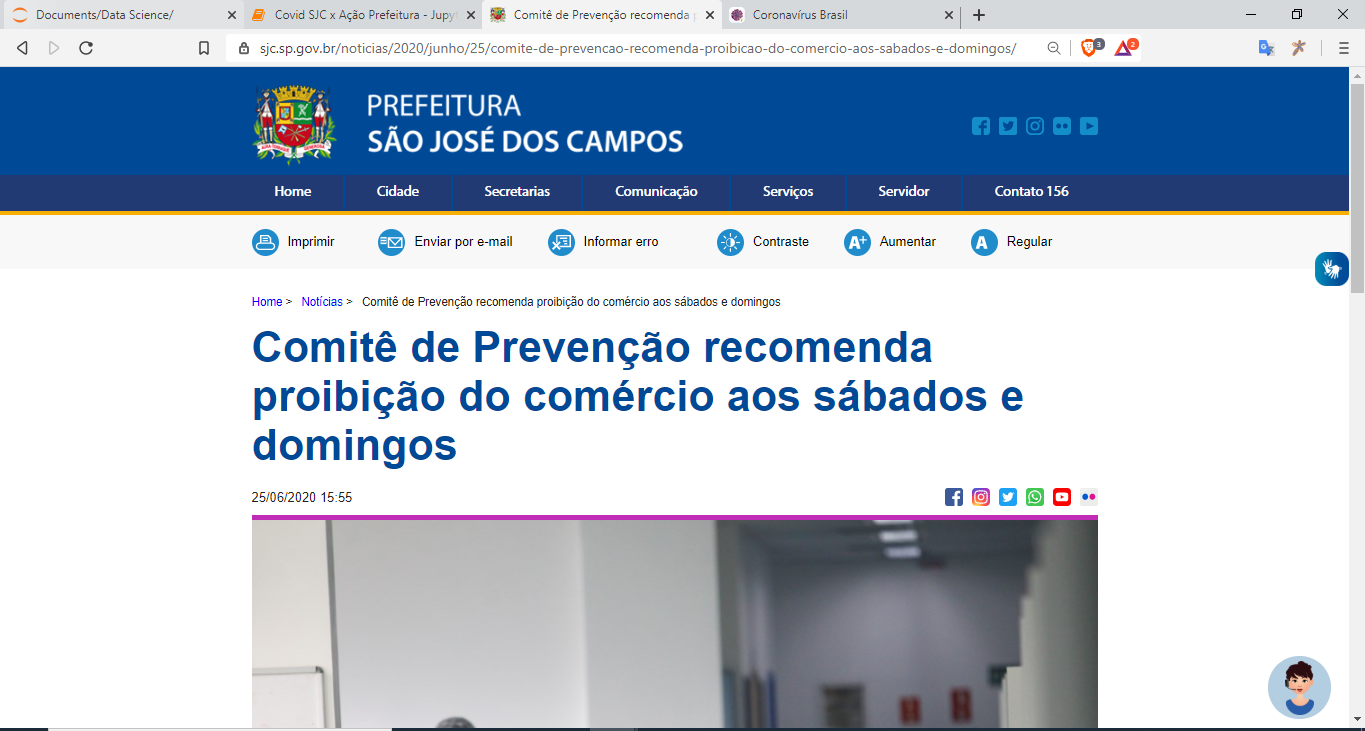 Documents/Data Science/
Covid SJC x Ação Prefeitura - Jupyt
Comitê de Prevenção recomenda
Coronavírus Brasil
sjc.sp.gov.br/noticias/2020/junho/25/comite-de-prevencao-recomenda-proibicao-do-comercio-aos-sabados-e-domingos/
3
2
PREFEITURA
SÃO JOSÉ DOS CAMPOS
Home
Cidade
Secretarias
Comunicação
Serviços
Servidor
Contato 156
Imprimir
Enviar por e-mail
Informar erro
Contraste
A+ Aumentar
A Regular
Home > Notícias > Comitê de Prevenção recomenda proibição do comércio aos sábados e domingos
Comitê de Prevenção recomenda
proibição do comércio aos sábados e
domingos
25/06/2020 15:55